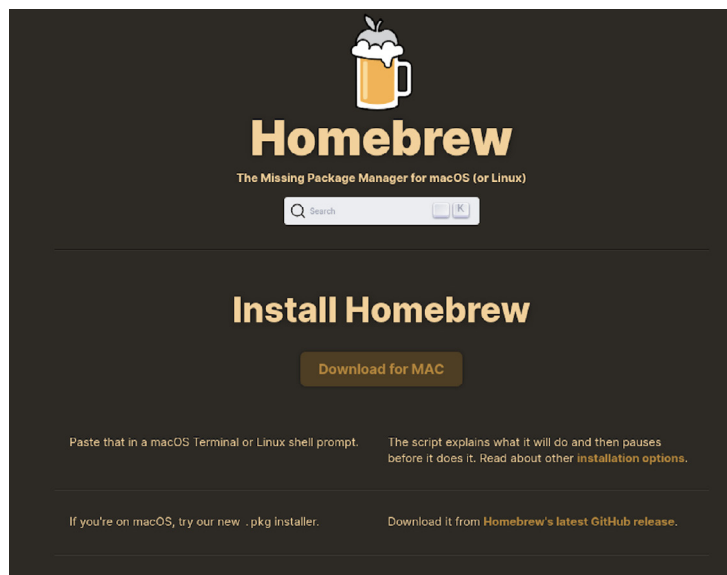 Homebrew
The Missing Package Manager for macOS (or Linux)
Search
K
Install Homebrew
Download for MAC
Paste that in a macOS Terminal or Linux shell prompt.
The script explains what it will do and then pauses
before it does it. Read about other installation options.
If you're on macOS, try our new .pkg installer.
Download it from Homebrew's latest GitHub release.